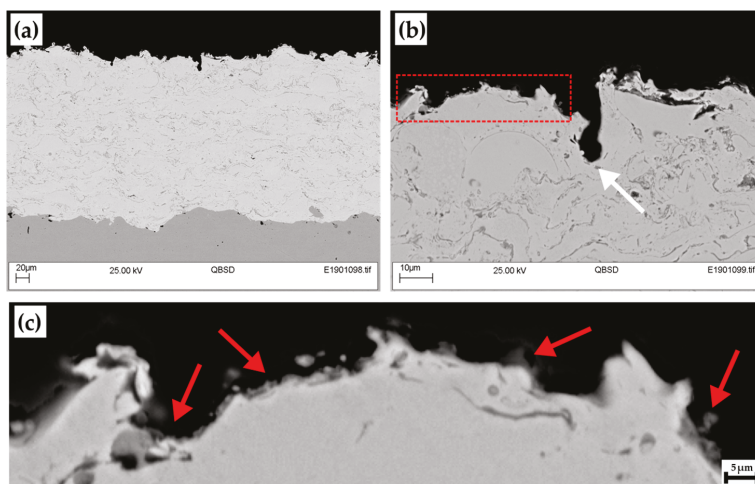 (a)
20µm
25.00 kV
QBSD
E1901098.tif
(b)
10µm
25.00 kV
QBSD
E1901099.tif
(c)
5µm